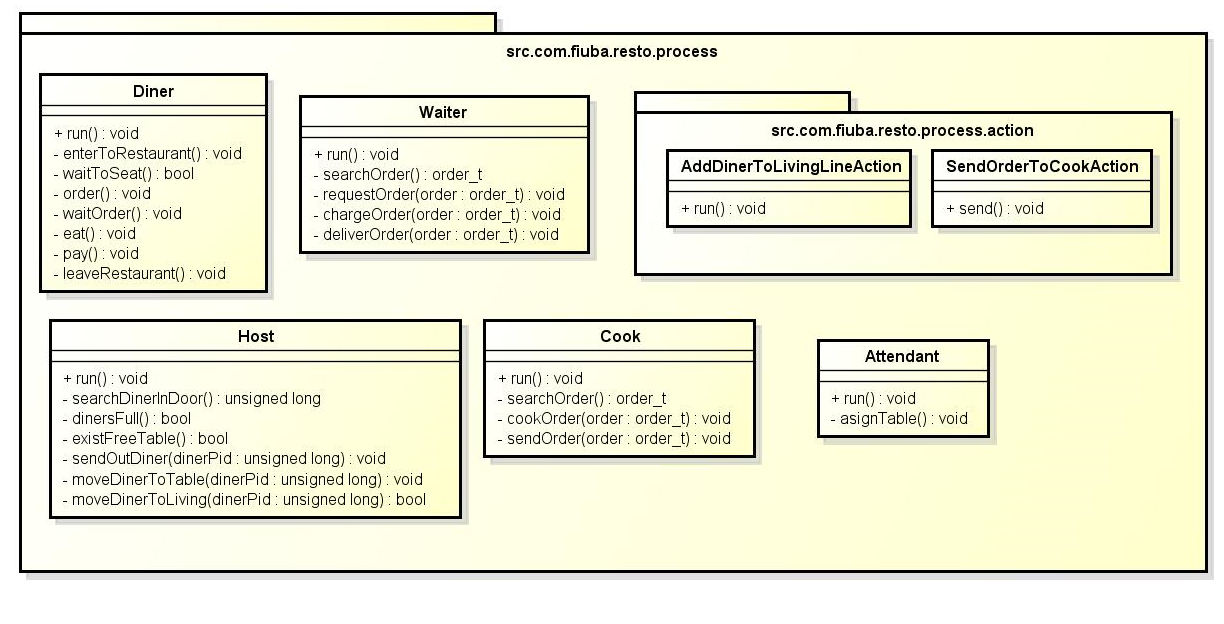 src.com.fiuba.resto.process
Diner
+ run() : void
- enterToRestaurant() : void
- waitToSeat() : bool
- order() : void
- waitOrder() : void
- eat() : void
- pay() : void
- leaveRestaurant() : void
Waiter
+ run() : void
- searchOrder() : order_t
- requestOrder(order : order_t) : void
- chargeOrder(order : order_t) : void
- deliverOrder(order : order_t) : void
src.com.fiuba.resto.process.action
AddDinerToLivingLineAction
+ run() : void
SendOrderToCookAction
+ send() : void
Host
+ run() : void
- searchDinerInDoor() : unsigned long
- dinersFull() : bool
- existFreeTable() : bool
- sendOutDiner(dinerPid : unsigned long) : void
- moveDinerToTable(dinerPid : unsigned long) : void
- moveDinerToLiving(dinerPid : unsigned long) : bool
Cook
+ run() : void
- searchOrder() : order_t
- cookOrder(order : order_t) : void
- sendOrder(order : order_t) : void
Attendant
+ run() : void
- asignTable() : void